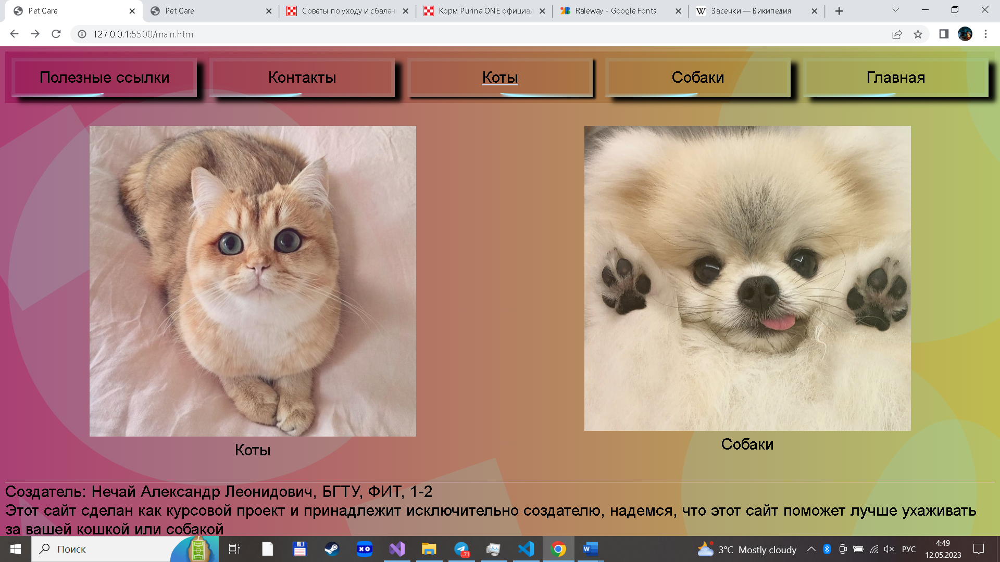 Pet Care
Pet Care
Советы по уходу и сбалан
Корм Purina ONE официал
Raleway - Google Fonts
Засечки — Википедия
127.0.0.1:5500/main.html
Полезные ссылки
Контакты
Коты
Собаки
Главная
Коты
Собаки
Создатель: Нечай Александр Леонидович, БГТУ, ФИТ, 1-2
Этот сайт сделан как курсовой проект и принадлежит исключительно создателю, надемся, что этот сайт поможет лучше ухаживать
за вашей кошкой или собакой
Поиск
..71
3°C Mostly cloudy
РУС
4:49
12.05.2023